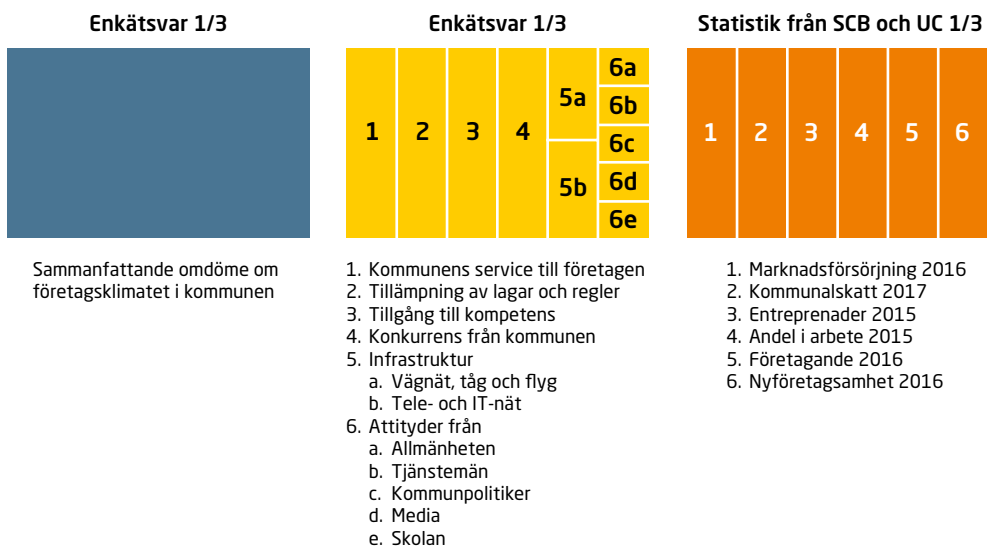 Enkätsvar 1/3
Sammanfattande omdöme om
företagsklimatet i kommunen
Enkätsvar 1/3
1
2
3
4
5a
5b
6a
6b
6c
6d
6e
1. Kommunens service till företagen
2. Tillämpning av lagar och regler
3. Tillgång till kompetens
4. Konkurrens från kommunen
5. Infrastruktur
a. Vägnät, tåg och flyg
b. Tele- och IT-nät
6. Attityder från
a. Allmänheten
b. Tjänstemän
c. Kommunpolitiker
d. Media
e. Skolan
Statistik från SCB och UC 1/3
1
2
3
4
5
6
1. Marknadsförsörjning 2016
2. Kommunalskatt 2017
3. Entreprenader 2015
4. Andel i arbete 2015
5. Företagande 2016
6. Nyföretagsamhet 2016